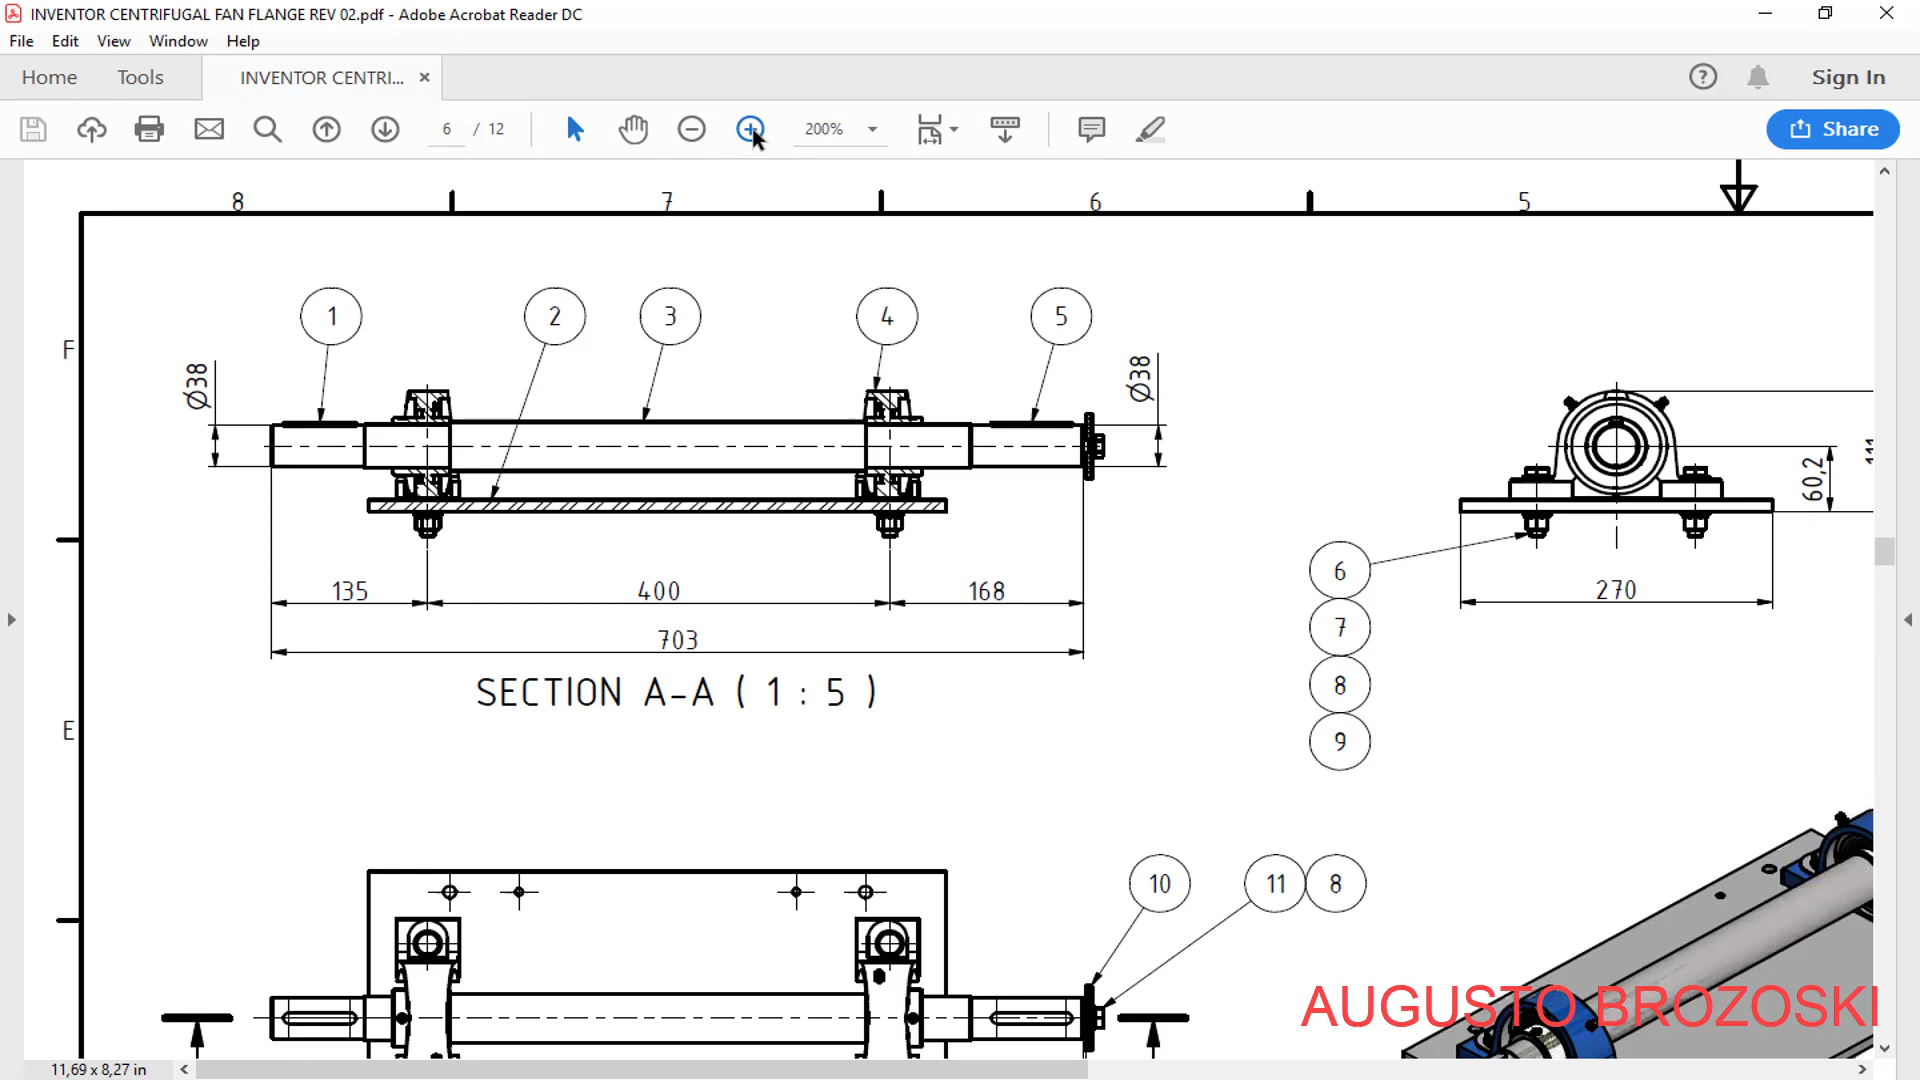 INVENTOR CENTRIFUGAL FAN FLANGE REV 02.pdf - Adobe Acrobat Reader DC
File Edit View Window Help
Home Tools INVENTOR CENTRI... × Sign In
6 / 12 200% Share
8 7 6 5
1 2 3 4 5
F
Ø38 Ø38
60,2
135 400 168
703
270
SECTION A-A ( 1 : 5 )
6
7
8
9
E
10 11 8
AUGUSTO BROZOSKI
11,69 x 8,27 in